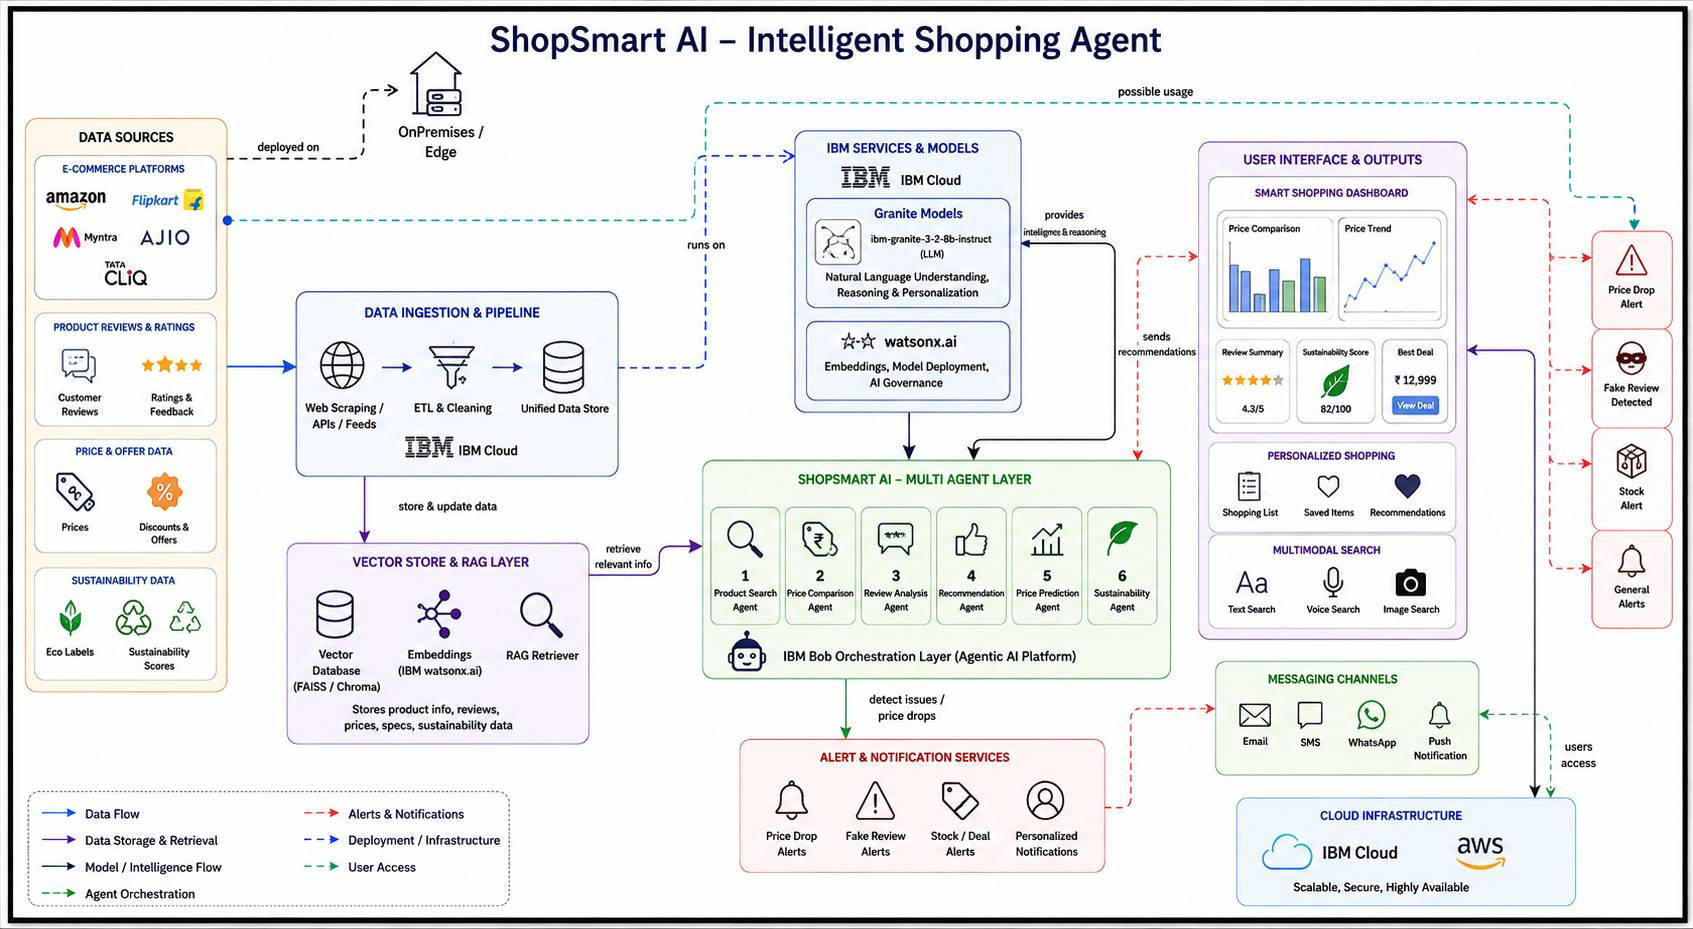 ShopSmart AI – Intelligent Shopping Agent
OnPremises /
Edge
deployed on
possible usage
DATA SOURCES
E-COMMERCE PLATFORMS
amazon
Flipkart
Myntra
AJIO
TATA
CLiQ
PRODUCT REVIEWS & RATINGS
Customer
Reviews
Ratings &
Feedback
PRICE & OFFER DATA
Prices
%
Discounts &
Offers
SUSTAINABILITY DATA
Eco Labels
Sustainability
Scores
DATA INGESTION & PIPELINE
Web Scraping /
APIs / Feeds
ETL & Cleaning
Unified Data Store
IBM IBM Cloud
runs on
store & update data
VECTOR STORE & RAG LAYER
Vector
Database
(FAISS / Chroma)
Embeddings
(IBM watsonx.ai)
RAG Retriever
Stores product info, reviews,
prices, specs, sustainability data
retrieve
relevant info
IBM SERVICES & MODELS
IBM IBM Cloud
Granite Models
ibm-granite-3-2-8b-instruct
(LLM)
Natural Language Understanding,
Reasoning & Personalization
watsonx.ai
Embeddings, Model Deployment,
AI Governance
provides
intelligence & reasoning
sends
recommendations
SHOPSMART AI – MULTI AGENT LAYER
1
Product Search
Agent
₹
2
Price Comparison
Agent
3
Review Analysis
Agent
4
Recommendation
Agent
5
Price Prediction
Agent
6
Sustainability
Agent
IBM Bob Orchestration Layer (Agentic AI Platform)
detect issues /
price drops
ALERT & NOTIFICATION SERVICES
Price Drop
Alerts
Fake Review
Alerts
Stock / Deal
Alerts
Personalized
Notifications
USER INTERFACE & OUTPUTS
SMART SHOPPING DASHBOARD
Price Comparison
Price Trend
Review Summary
4.3/5
Sustainability Score
82/100
Best Deal
₹ 12,999
View Deal
PERSONALIZED SHOPPING
Shopping List
Saved Items
Recommendations
MULTIMODAL SEARCH
Aa
Text Search
Voice Search
Image Search
Price Drop
Alert
Fake Review
Detected
Stock
Alert
General
Alerts
MESSAGING CHANNELS
Email
SMS
WhatsApp
Push
Notification
users
access
CLOUD INFRASTRUCTURE
IBM Cloud
aws
Scalable, Secure, Highly Available
Data Flow
Data Storage & Retrieval
Model / Intelligence Flow
Agent Orchestration
Alerts & Notifications
Deployment / Infrastructure
User Access